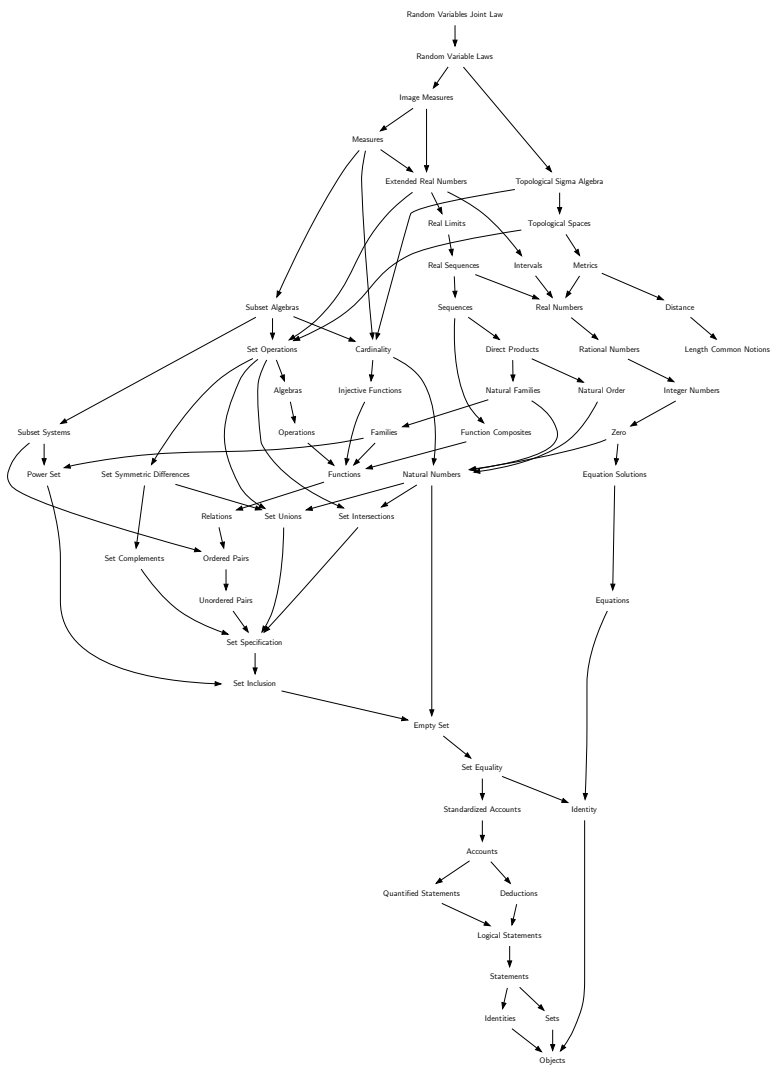 Random Variables Joint Law
Random Variable Laws
Image Measures
Measures
Extended Real Numbers
Topological Sigma Algebra
Real Limits
Topological Spaces
Real Sequences
Intervals
Metrics
Subset Algebras
Sequences
Real Numbers
Distance
Set Operations
Cardinality
Direct Products
Rational Numbers
Length Common Notions
Algebras
Injective Functions
Natural Families
Natural Order
Integer Numbers
Subset Systems
Operations
Families
Function Composites
Zero
Power Set
Set Symmetric Differences
Functions
Natural Numbers
Equation Solutions
Relations
Set Unions
Set Intersections
Set Complements
Ordered Pairs
Unordered Pairs
Equations
Set Specification
Set Inclusion
Empty Set
Set Equality
Standardized Accounts
Identity
Accounts
Quantified Statements
Deductions
Logical Statements
Statements
Identities
Sets
Objects